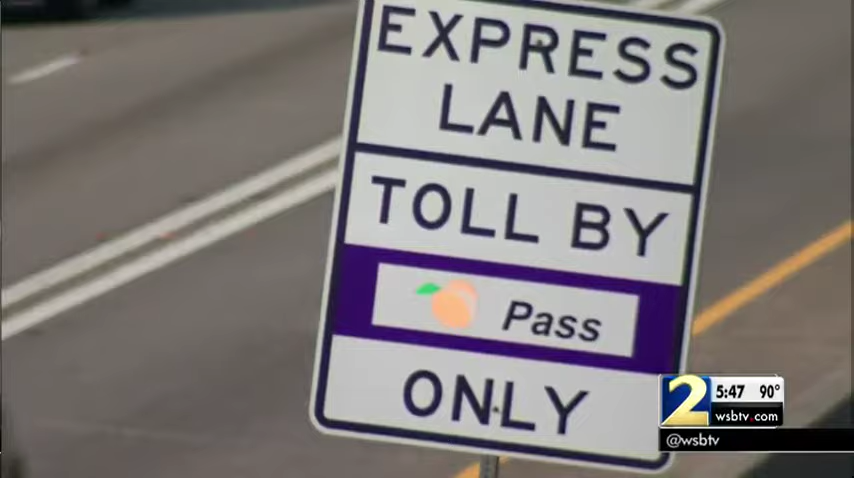 EXPRESS
LANE
TOLL BY
Pass
ONLY
2 5:47 90°
wsbtv.com
@wsbtv